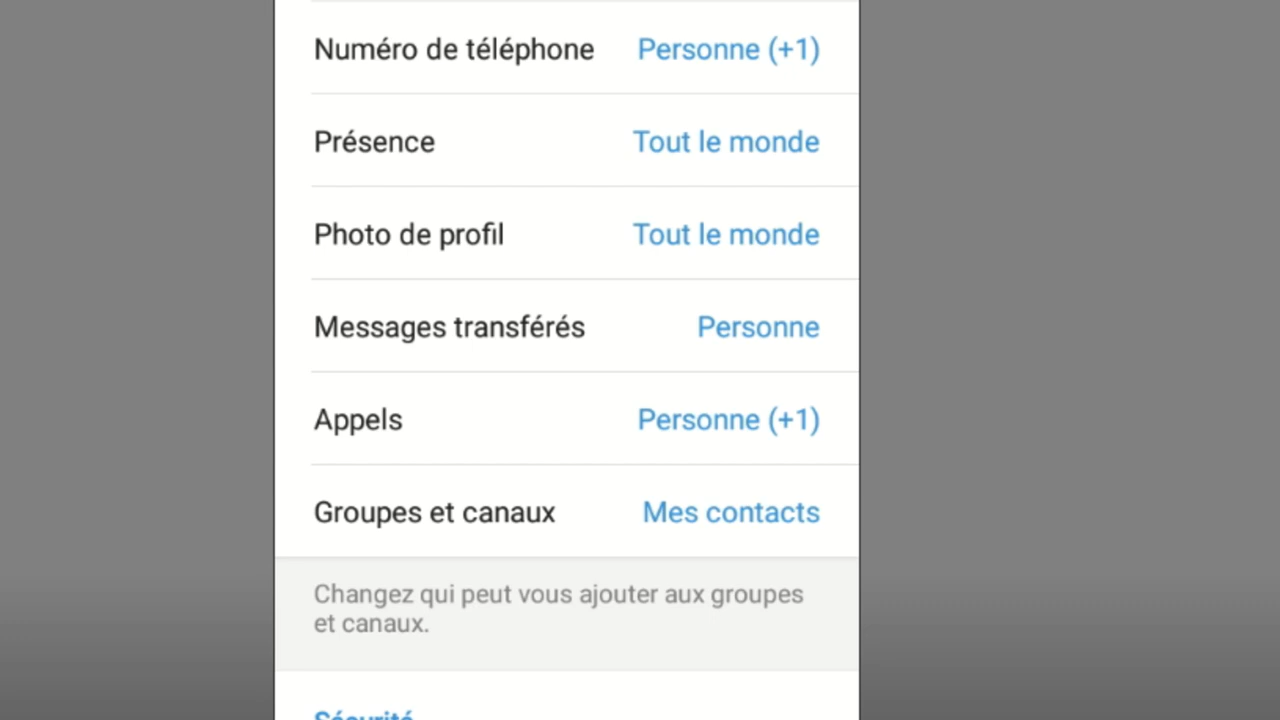 Numéro de téléphone Personne (+1)
Présence Tout le monde
Photo de profil Tout le monde
Messages transférés Personne
Appels Personne (+1)
Groupes et canaux Mes contacts
Changez qui peut vous ajouter aux groupes
et canaux.
Sécurité